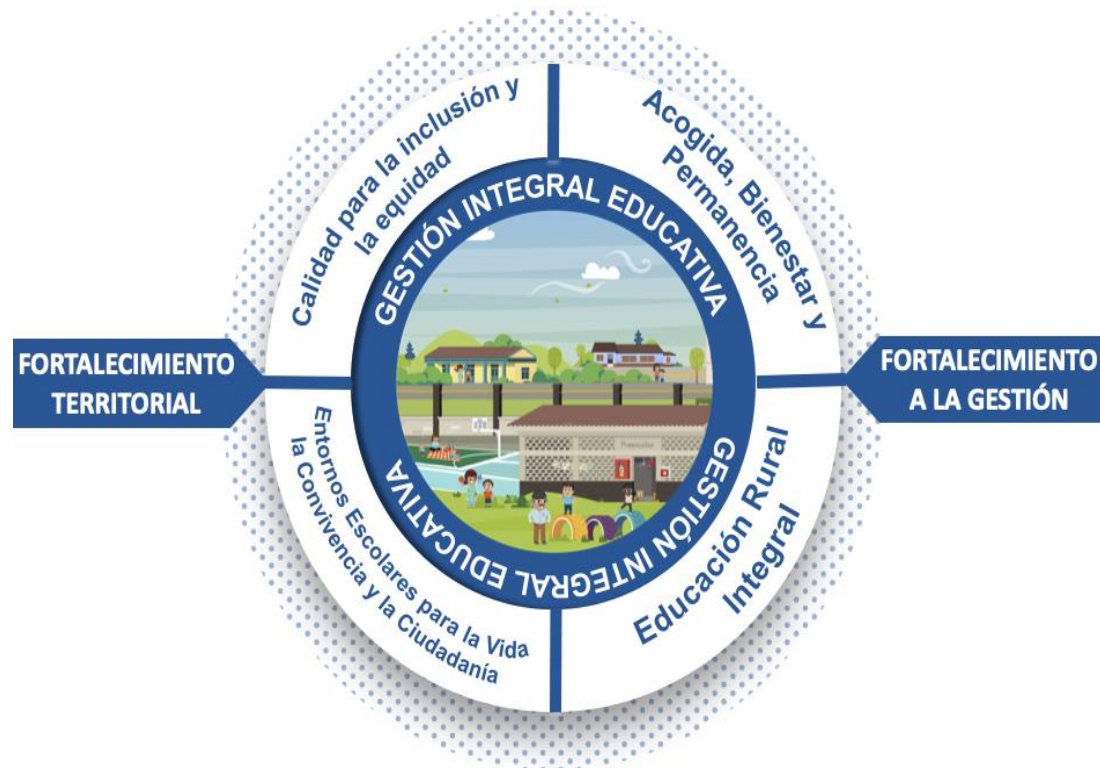 Calidad para la inclusión y
la equidad
Acogida, Bienestar y
Permanencia
GESTIÓN INTEGRAL EDUCATIVA
FORTALECIMIENTO
TERRITORIAL
FORTALECIMIENTO
A LA GESTIÓN
Preescolar
Entornos Escolares para la Vida
la Convivencia y la Ciudadanía
Educación Rural
Integral
GESTIÓN INTEGRAL EDUCATIVA